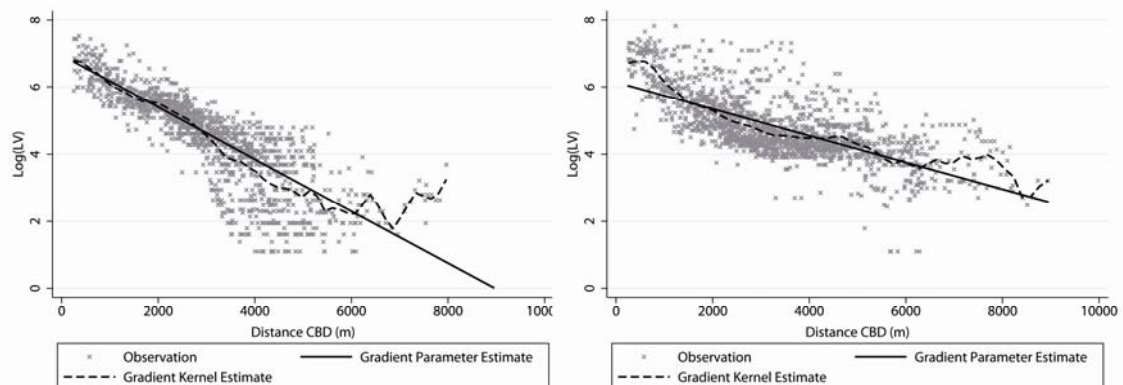 8
6
4
2
0
Log(LV)
0 2000 4000 6000 8000 1000
Distance CBD (m)
Observation Gradient Parameter Estimate
Gradient Kernel Estimate
8
6
4
2
0
Log(LV)
0 2000 4000 6000 8000 10000
Distance CBD (m)
Observation Gradient Parameter Estimate
Gradient Kernel Estimate